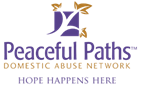 Peaceful Paths™
DOMESTIC ABUSE NETWORK
HOPE HAPPENS HERE